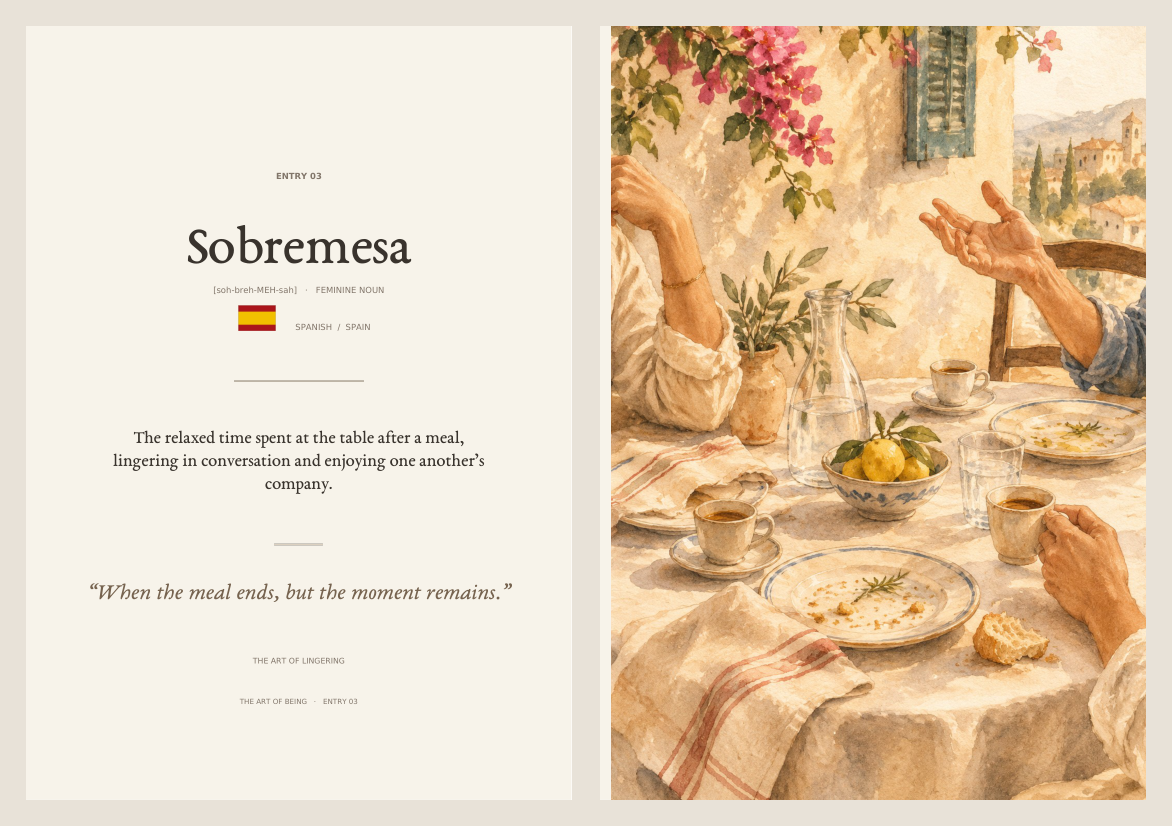 ENTRY 03
Sobremesa
[soh-breh-MEH-sah] · FEMININE NOUN
SPANISH / SPAIN
The relaxed time spent at the table after a meal,
lingering in conversation and enjoying one another’s
company.
“When the meal ends, but the moment remains.”
THE ART OF LINGERING
THE ART OF BEING · ENTRY 03